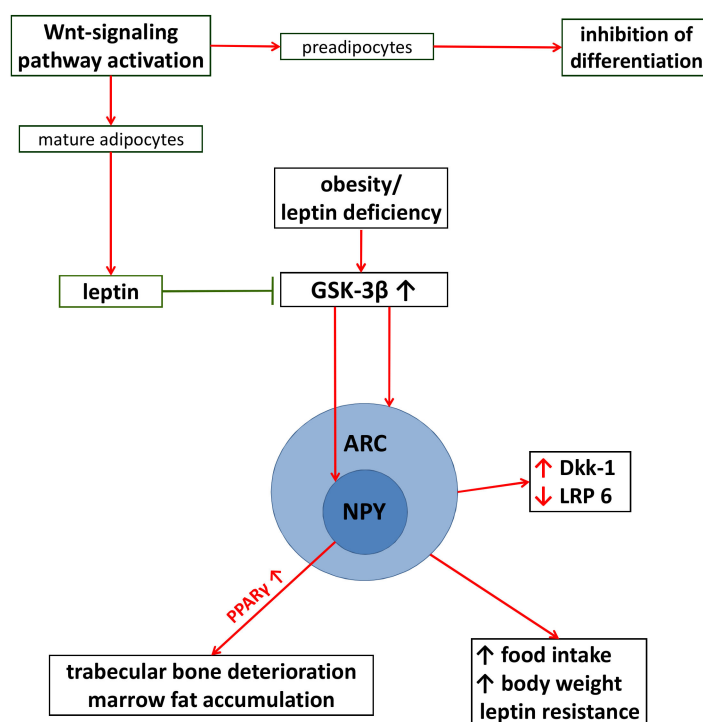 Wnt-signaling
pathway activation
preadipocytes
inhibition of
differentiation
mature adipocytes
obesity/
leptin deficiency
leptin
GSK-3β ↑
ARC
NPY
↑ Dkk-1
↓ LRP 6
PPARγ ↑
trabecular bone deterioration
marrow fat accumulation
↑ food intake
↑ body weight
leptin resistance